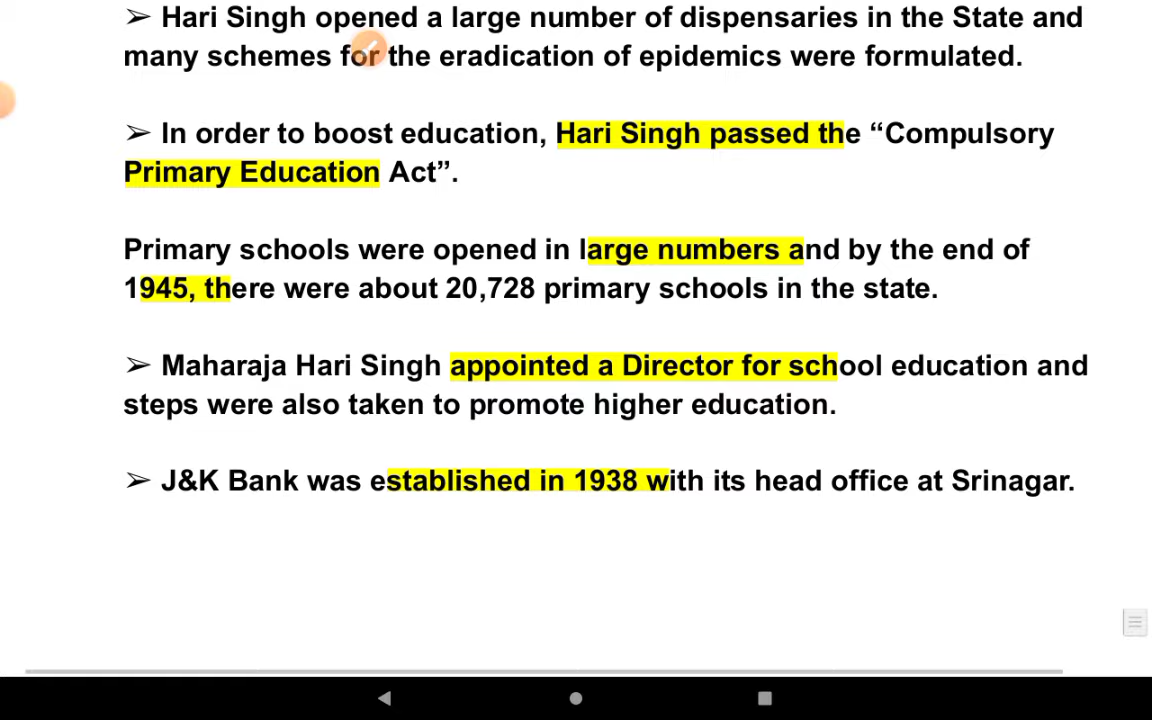 ➢ Hari Singh opened a large number of dispensaries in the State and
many schemes for the eradication of epidemics were formulated.
➢ In order to boost education, Hari Singh passed the “Compulsory
Primary Education Act”.
Primary schools were opened in large numbers and by the end of
1945, there were about 20,728 primary schools in the state.
➢ Maharaja Hari Singh appointed a Director for school education and
steps were also taken to promote higher education.
➢ J&K Bank was established in 1938 with its head office at Srinagar.